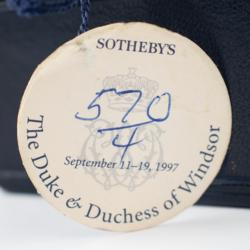 SOTHEBY'S
570
4
September 11-19, 1997
The Duke & Duchess of Windsor